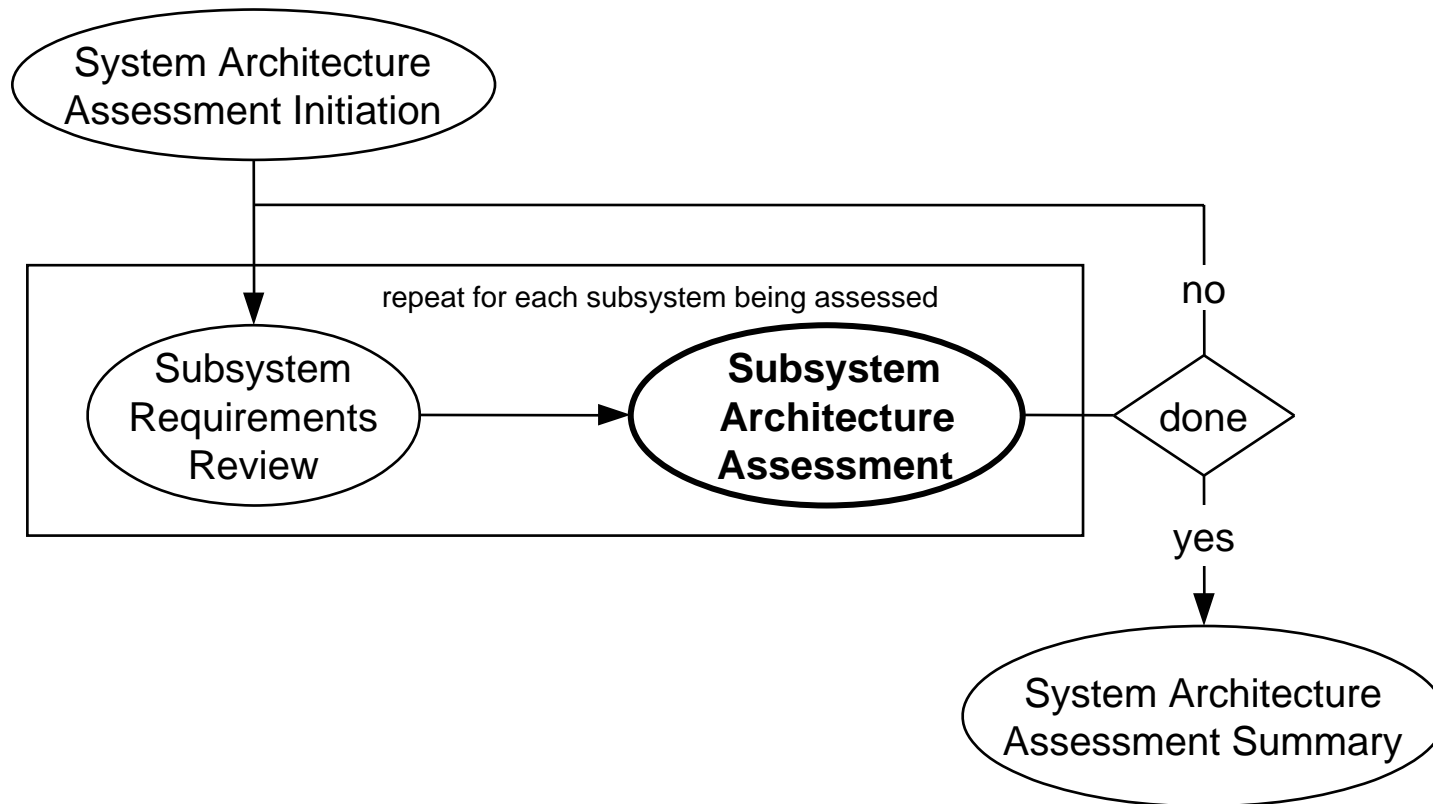 System Architecture
Assessment Initiation
no
repeat for each subsystem being assessed
Subsystem
Requirements
Review
Subsystem
Architecture
Assessment
done
yes
System Architecture
Assessment Summary